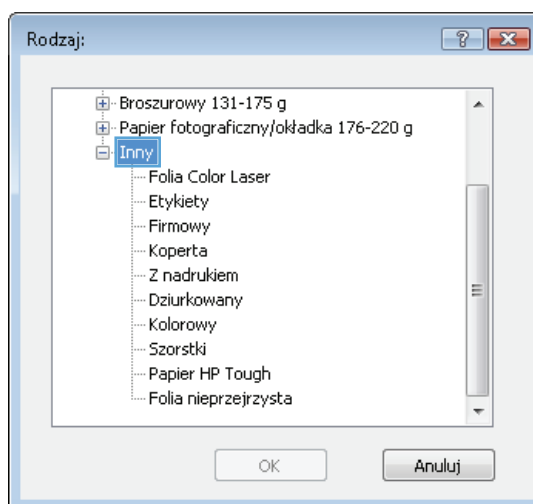 Rodzaj:
Broszurowy 131-175 g
Papier fotograficzny/okładka 176-220 g
Inny
Folia Color Laser
Etykiety
Firmowy
Koperta
Z nadrukiem
Dziurkowany
Kolorowy
Szorstki
Papier HP Tough
Folia nieprzejrzysta
OK
Anuluj